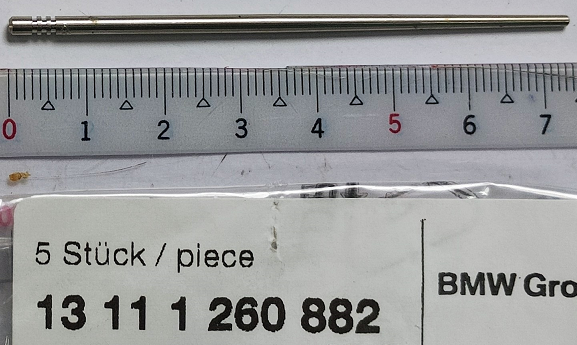 0 1 2 3 4 5 6 7
5 Stück / piece
13 11 1 260 882
BMW Gro